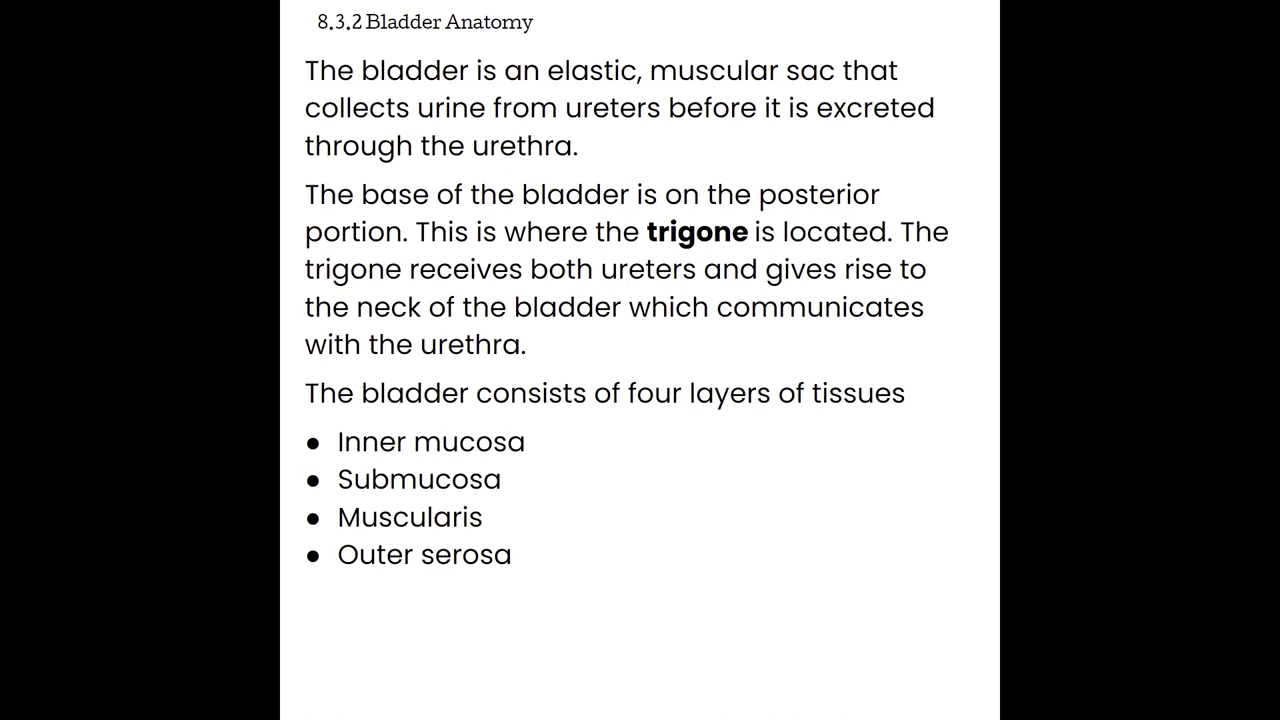 8.3.2 Bladder Anatomy
The bladder is an elastic, muscular sac that
collects urine from ureters before it is excreted
through the urethra.
The base of the bladder is on the posterior
portion. This is where the trigone is located. The
trigone receives both ureters and gives rise to
the neck of the bladder which communicates
with the urethra.
The bladder consists of four layers of tissues
● Inner mucosa
● Submucosa
● Muscularis
● Outer serosa